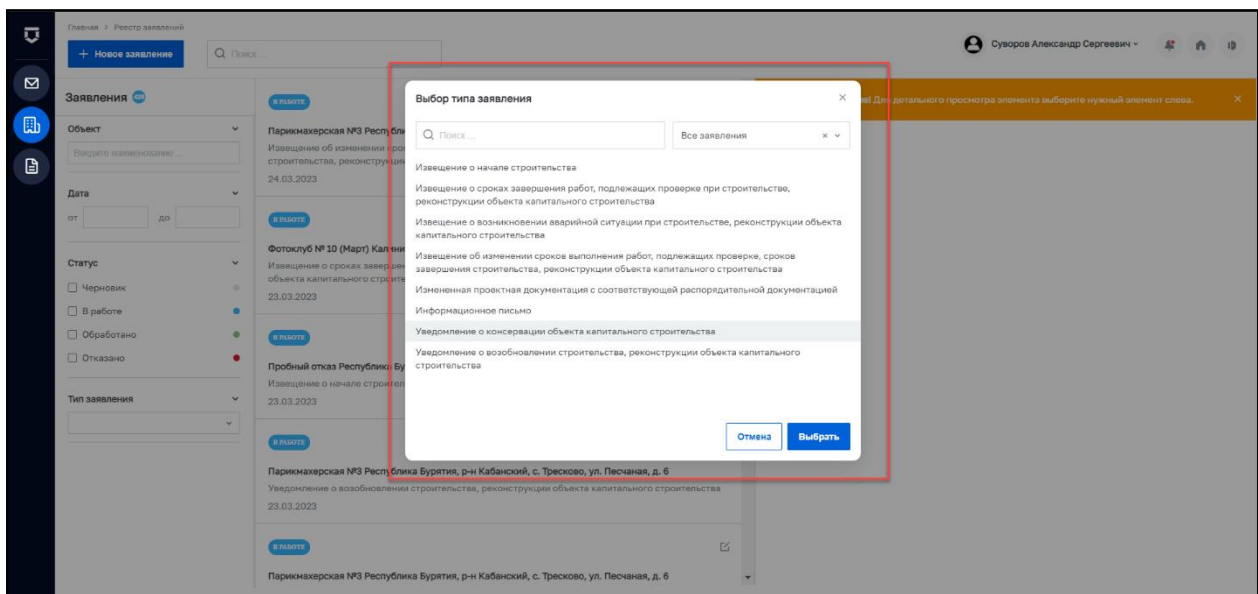 Главная > Реестр заявлений
+ Новое заявление
Поиск ...
Суворов Александр Сергеевич
Заявления
Объект
Введите наименование ...
Дата
от
до
Статус
Черновик
В работе
Обработано
Отказано
Тип заявления
В РАБОТЕ
Парикмахерская №3 Республи
Извещение об изменении сро
строительства, реконструкции
24.03.2023
В РАБОТЕ
Фотоклуб № 10 (Март) Калини
Извещение о сроках завершен
объекта капитального строите
23.03.2023
В РАБОТЕ
Пробный отказ Республика Бу
Извещение о начале строител
23.03.2023
В РАБОТЕ
Парикмахерская №3 Республика Бурятия, р-н Кабанский, с. Тресково, ул. Песчаная, д. 6
Уведомление о возобновлении строительства, реконструкции объекта капитального строительства
23.03.2023
В РАБОТЕ
Парикмахерская №3 Республика Бурятия, р-н Кабанский, с. Тресково, ул. Песчаная, д. 6
Выбор типа заявления
Поиск ...
Все заявления
Извещение о начале строительства
Извещение о сроках завершения работ, подлежащих проверке при строительстве,
реконструкции объекта капитального строительства
Извещение о возникновении аварийной ситуации при строительстве, реконструкции объекта
капитального строительства
Извещение об изменении сроков выполнения работ, подлежащих проверке, сроков
завершения строительства, реконструкции объекта капитального строительства
Измененная проектная документация с соответствующей распорядительной документацией
Информационное письмо
Уведомление о консервации объекта капитального строительства
Уведомление о возобновлении строительства, реконструкции объекта капитального
строительства
Отмена
Выбрать
Для детального просмотра элемента выберите нужный элемент слева.